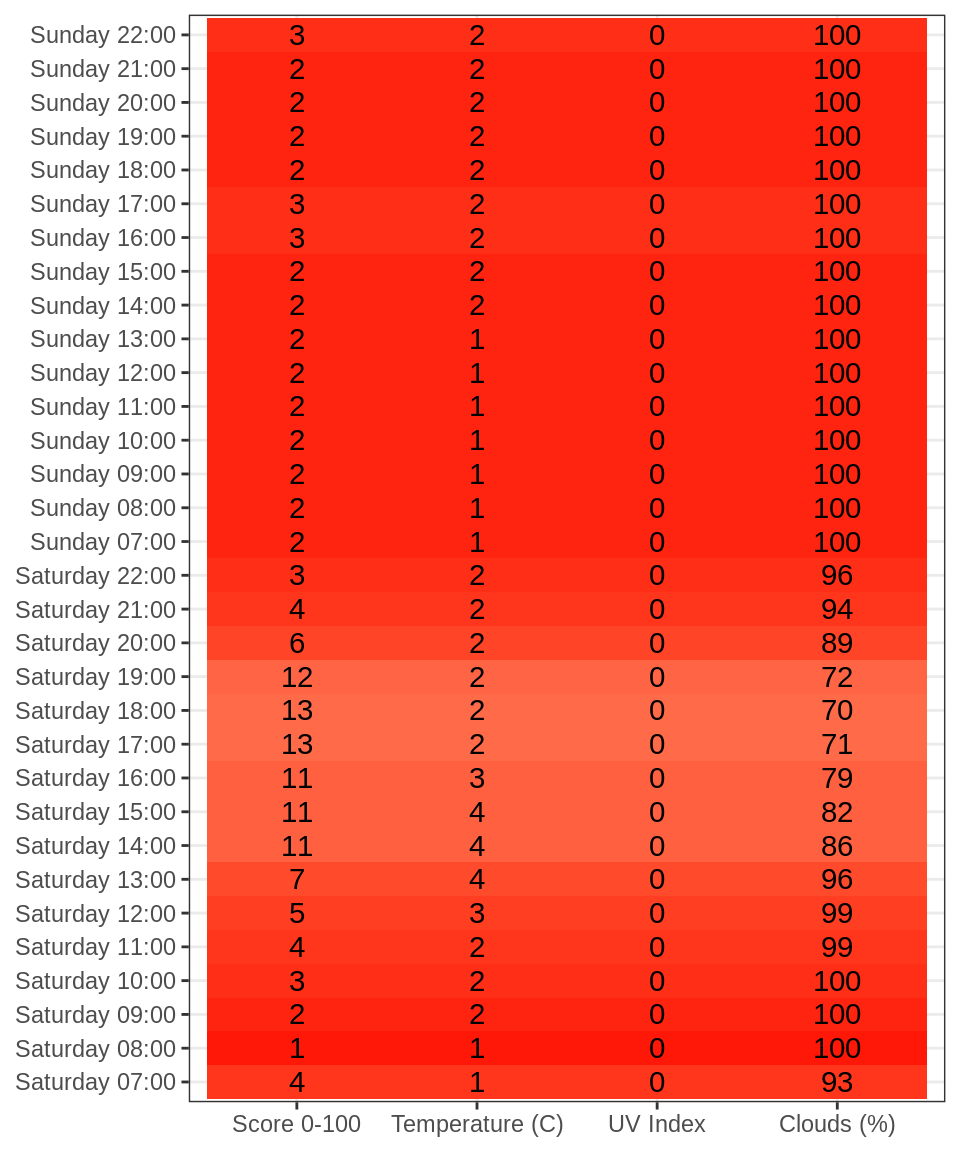 Sunday 22:00 3 2 0 100
Sunday 21:00 2 2 0 100
Sunday 20:00 2 2 0 100
Sunday 19:00 2 2 0 100
Sunday 18:00 2 2 0 100
Sunday 17:00 3 2 0 100
Sunday 16:00 3 2 0 100
Sunday 15:00 2 2 0 100
Sunday 14:00 2 2 0 100
Sunday 13:00 2 1 0 100
Sunday 12:00 2 1 0 100
Sunday 11:00 2 1 0 100
Sunday 10:00 2 1 0 100
Sunday 09:00 2 1 0 100
Sunday 08:00 2 1 0 100
Sunday 07:00 2 1 0 100
Saturday 22:00 3 2 0 96
Saturday 21:00 4 2 0 94
Saturday 20:00 6 2 0 89
Saturday 19:00 12 2 0 72
Saturday 18:00 13 2 0 70
Saturday 17:00 13 2 0 71
Saturday 16:00 11 3 0 79
Saturday 15:00 11 4 0 82
Saturday 14:00 11 4 0 86
Saturday 13:00 7 4 0 96
Saturday 12:00 5 3 0 99
Saturday 11:00 4 2 0 99
Saturday 10:00 3 2 0 100
Saturday 09:00 2 2 0 100
Saturday 08:00 1 1 0 100
Saturday 07:00 4 1 0 93
Score 0-100 Temperature (C) UV Index Clouds (%)